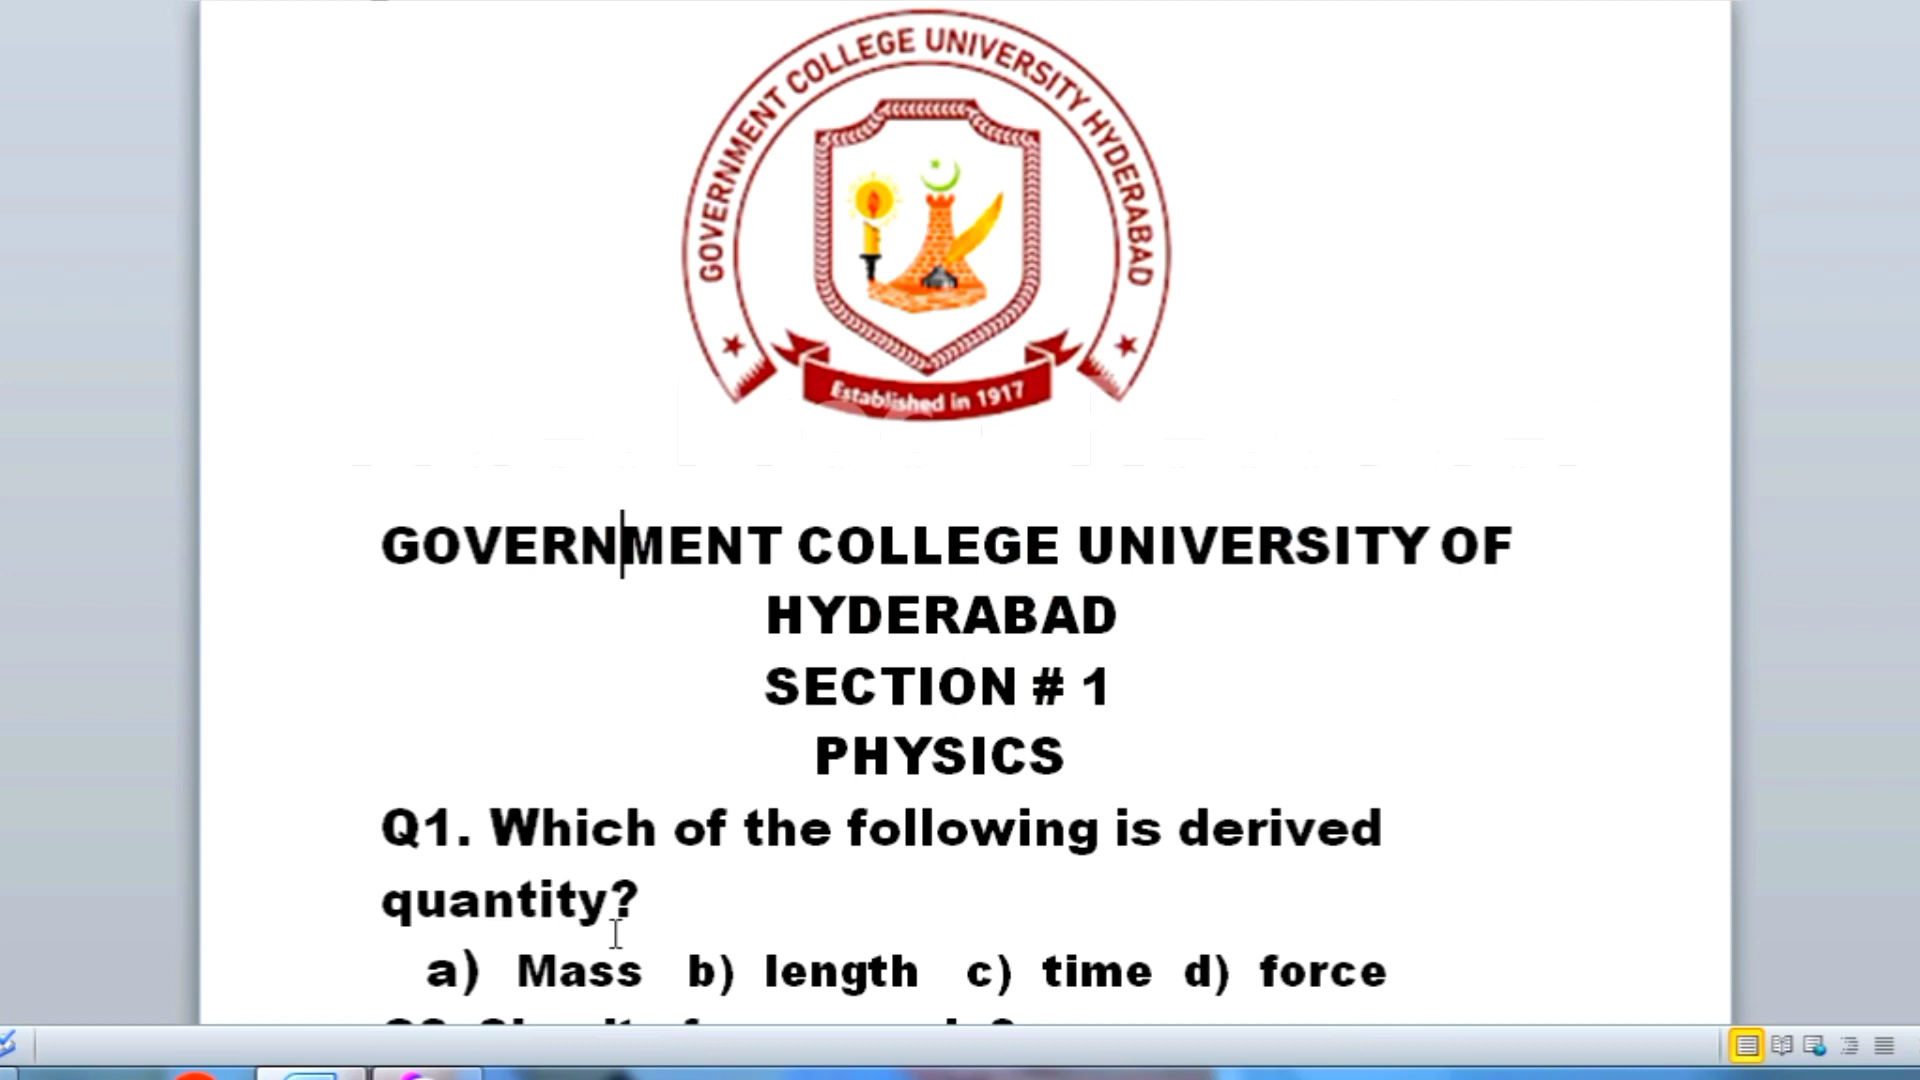 GOVERNMENT COLLEGE UNIVERSITY HYDERABAD
Established in 1917
GOVERNMENT COLLEGE UNIVERSITY OF
HYDERABAD
SECTION # 1
PHYSICS
Q1. Which of the following is derived
quantity?
a) Mass b) length c) time d) force